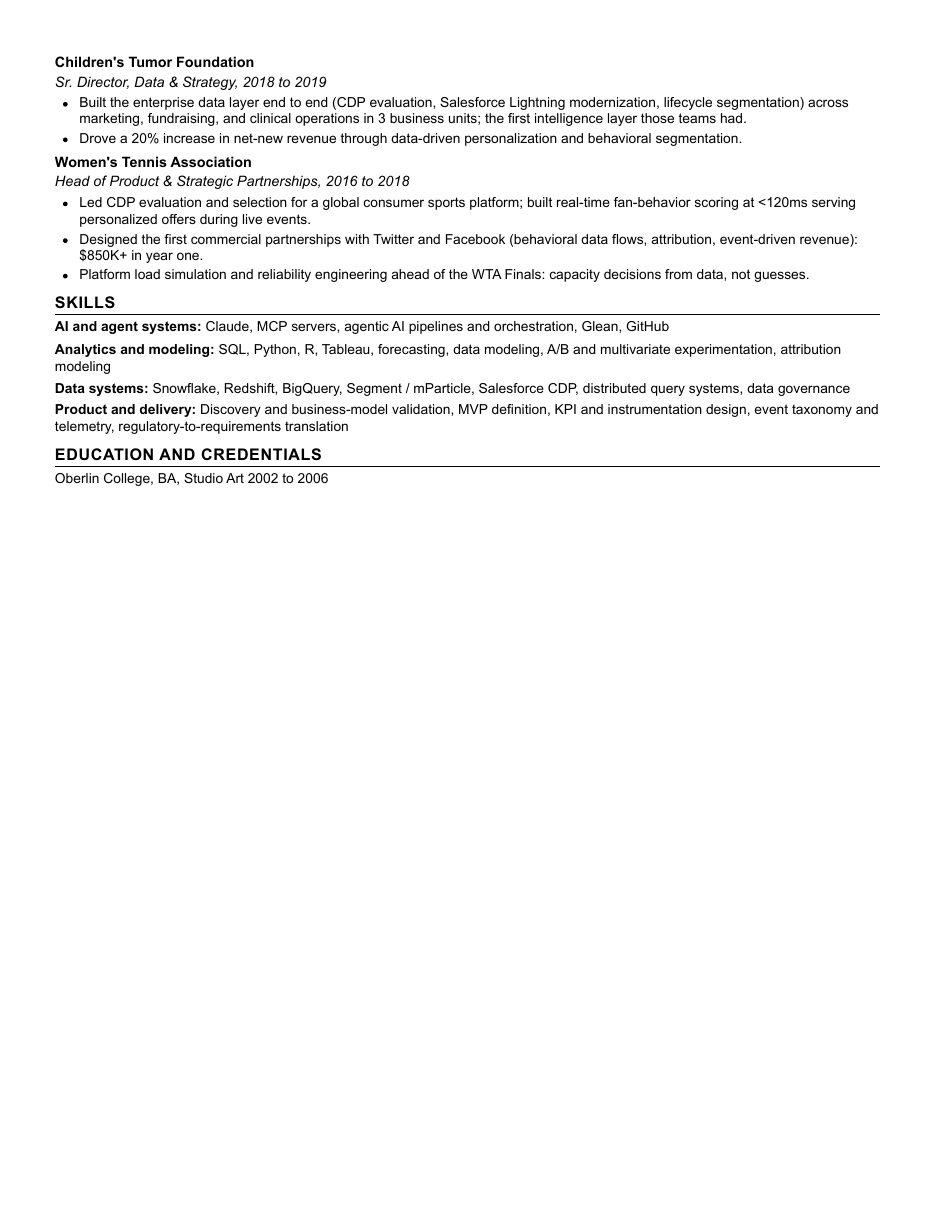 Children's Tumor Foundation
Sr. Director, Data & Strategy, 2018 to 2019
• Built the enterprise data layer end to end (CDP evaluation, Salesforce Lightning modernization, lifecycle segmentation) across
marketing, fundraising, and clinical operations in 3 business units; the first intelligence layer those teams had.
• Drove a 20% increase in net-new revenue through data-driven personalization and behavioral segmentation.
Women's Tennis Association
Head of Product & Strategic Partnerships, 2016 to 2018
• Led CDP evaluation and selection for a global consumer sports platform; built real-time fan-behavior scoring at <120ms serving
personalized offers during live events.
• Designed the first commercial partnerships with Twitter and Facebook (behavioral data flows, attribution, event-driven revenue):
$850K+ in year one.
• Platform load simulation and reliability engineering ahead of the WTA Finals: capacity decisions from data, not guesses.
SKILLS
AI and agent systems: Claude, MCP servers, agentic AI pipelines and orchestration, Glean, GitHub
Analytics and modeling: SQL, Python, R, Tableau, forecasting, data modeling, A/B and multivariate experimentation, attribution
modeling
Data systems: Snowflake, Redshift, BigQuery, Segment / mParticle, Salesforce CDP, distributed query systems, data governance
Product and delivery: Discovery and business-model validation, MVP definition, KPI and instrumentation design, event taxonomy and
telemetry, regulatory-to-requirements translation
EDUCATION AND CREDENTIALS
Oberlin College, BA, Studio Art 2002 to 2006